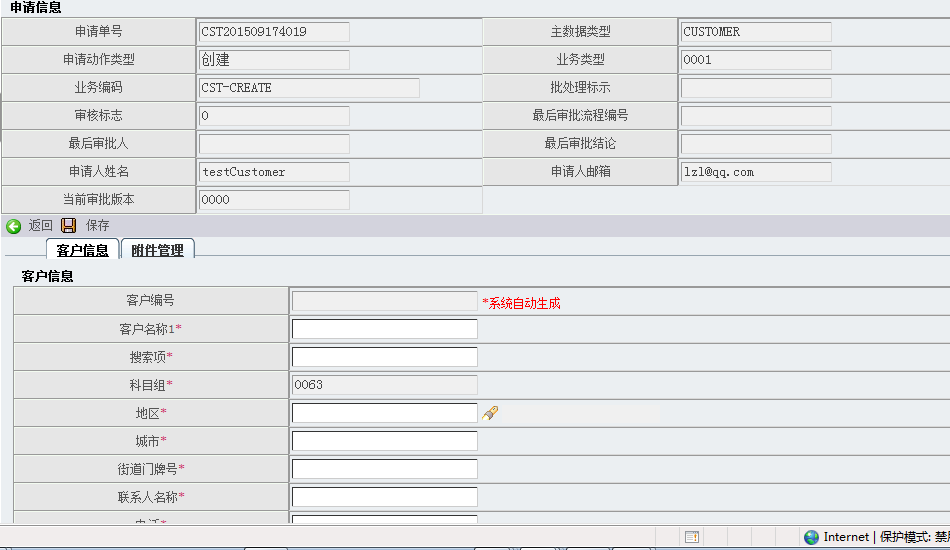 申请信息
申请单号 CST201509174019 主数据类型 CUSTOMER
申请动作类型 创建 业务类型 0001
业务编码 CST-CREATE 批处理标示
审核标志 0 最后审批流程编号
最后审批人 最后审批结论
申请人姓名 testCustomer 申请人邮箱 lzl@qq.com
当前审批版本 0000
返回 保存
客户信息 附件管理
客户信息
客户编号 *系统自动生成
客户名称1*
搜索项*
科目组* 0063
地区*
城市*
街道门牌号*
联系人名称*
电话*
Internet | 保护模式: 禁